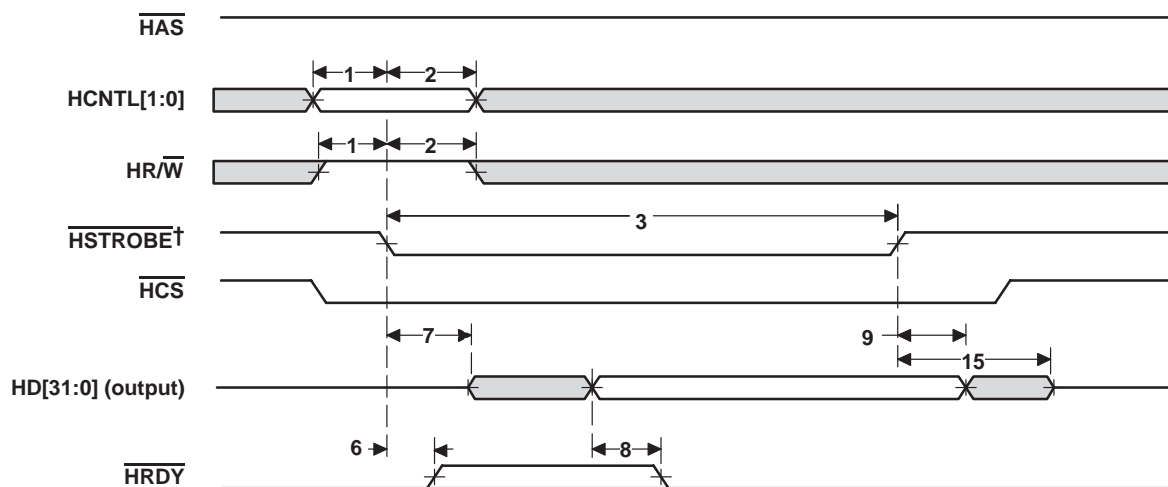 HAS
1 2
HCNTL[1:0]
1 2
HR/W
3
HSTROBE†
HCS
7 9
15
HD[31:0] (output)
6 8
HRDY